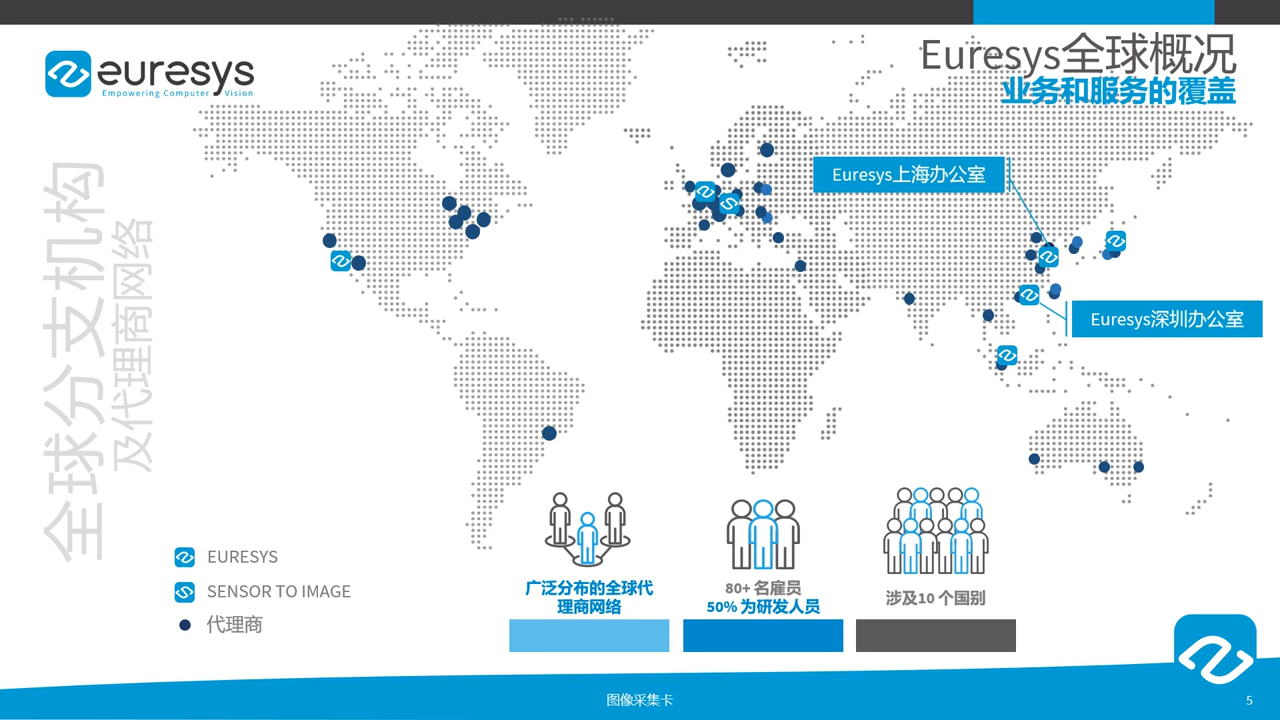 euresys
Empowering Computer Vision
Euresys全球概况
业务和服务的覆盖
全球分支机构
及代理商网络
Euresys上海办公室
Euresys深圳办公室
EURESYS
SENSOR TO IMAGE
代理商
广泛分布的全球代
理商网络
80+ 名雇员
50% 为研发人员
涉及10 个国别
图像采集卡
5